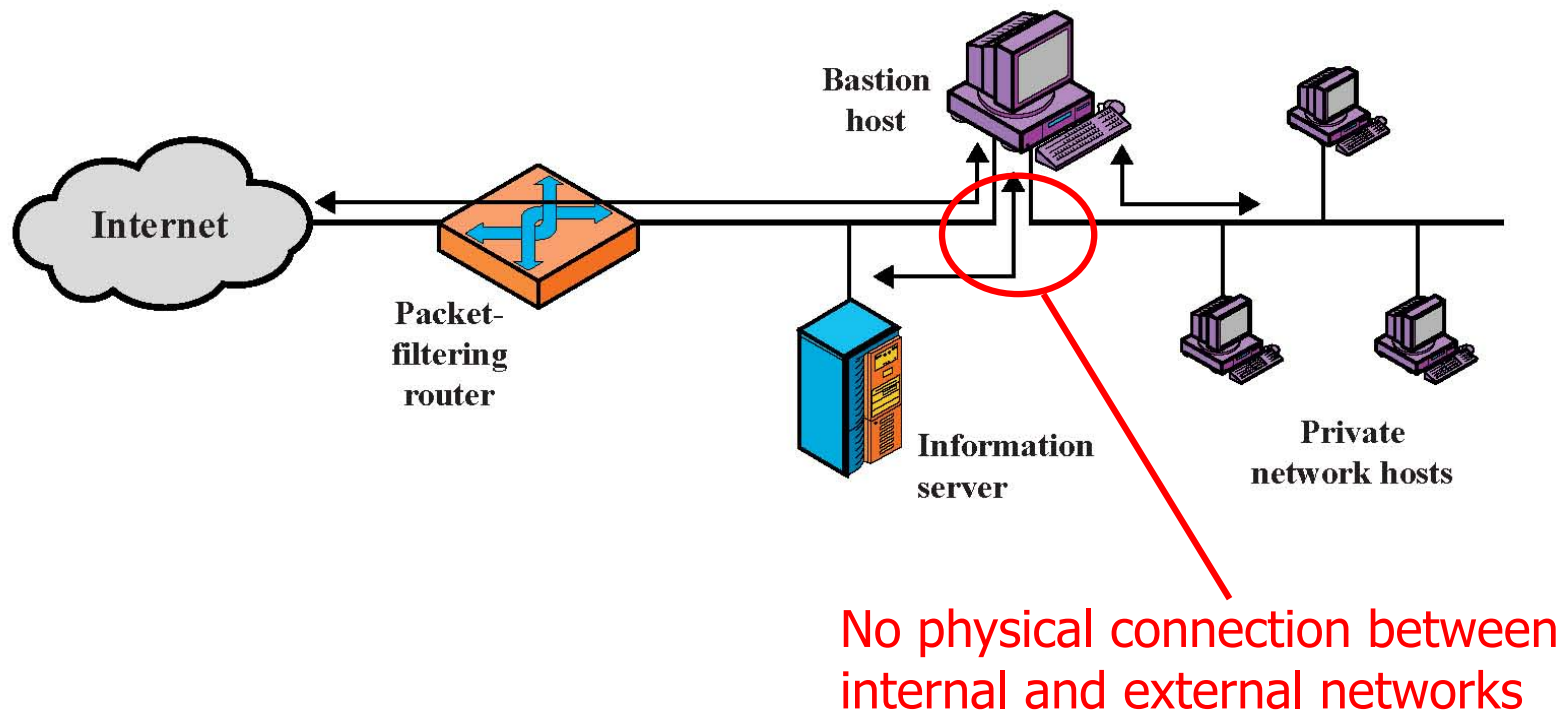 Bastion
host
Internet
Packet-
filtering
router
Information
server
Private
network hosts
No physical connection between
internal and external networks